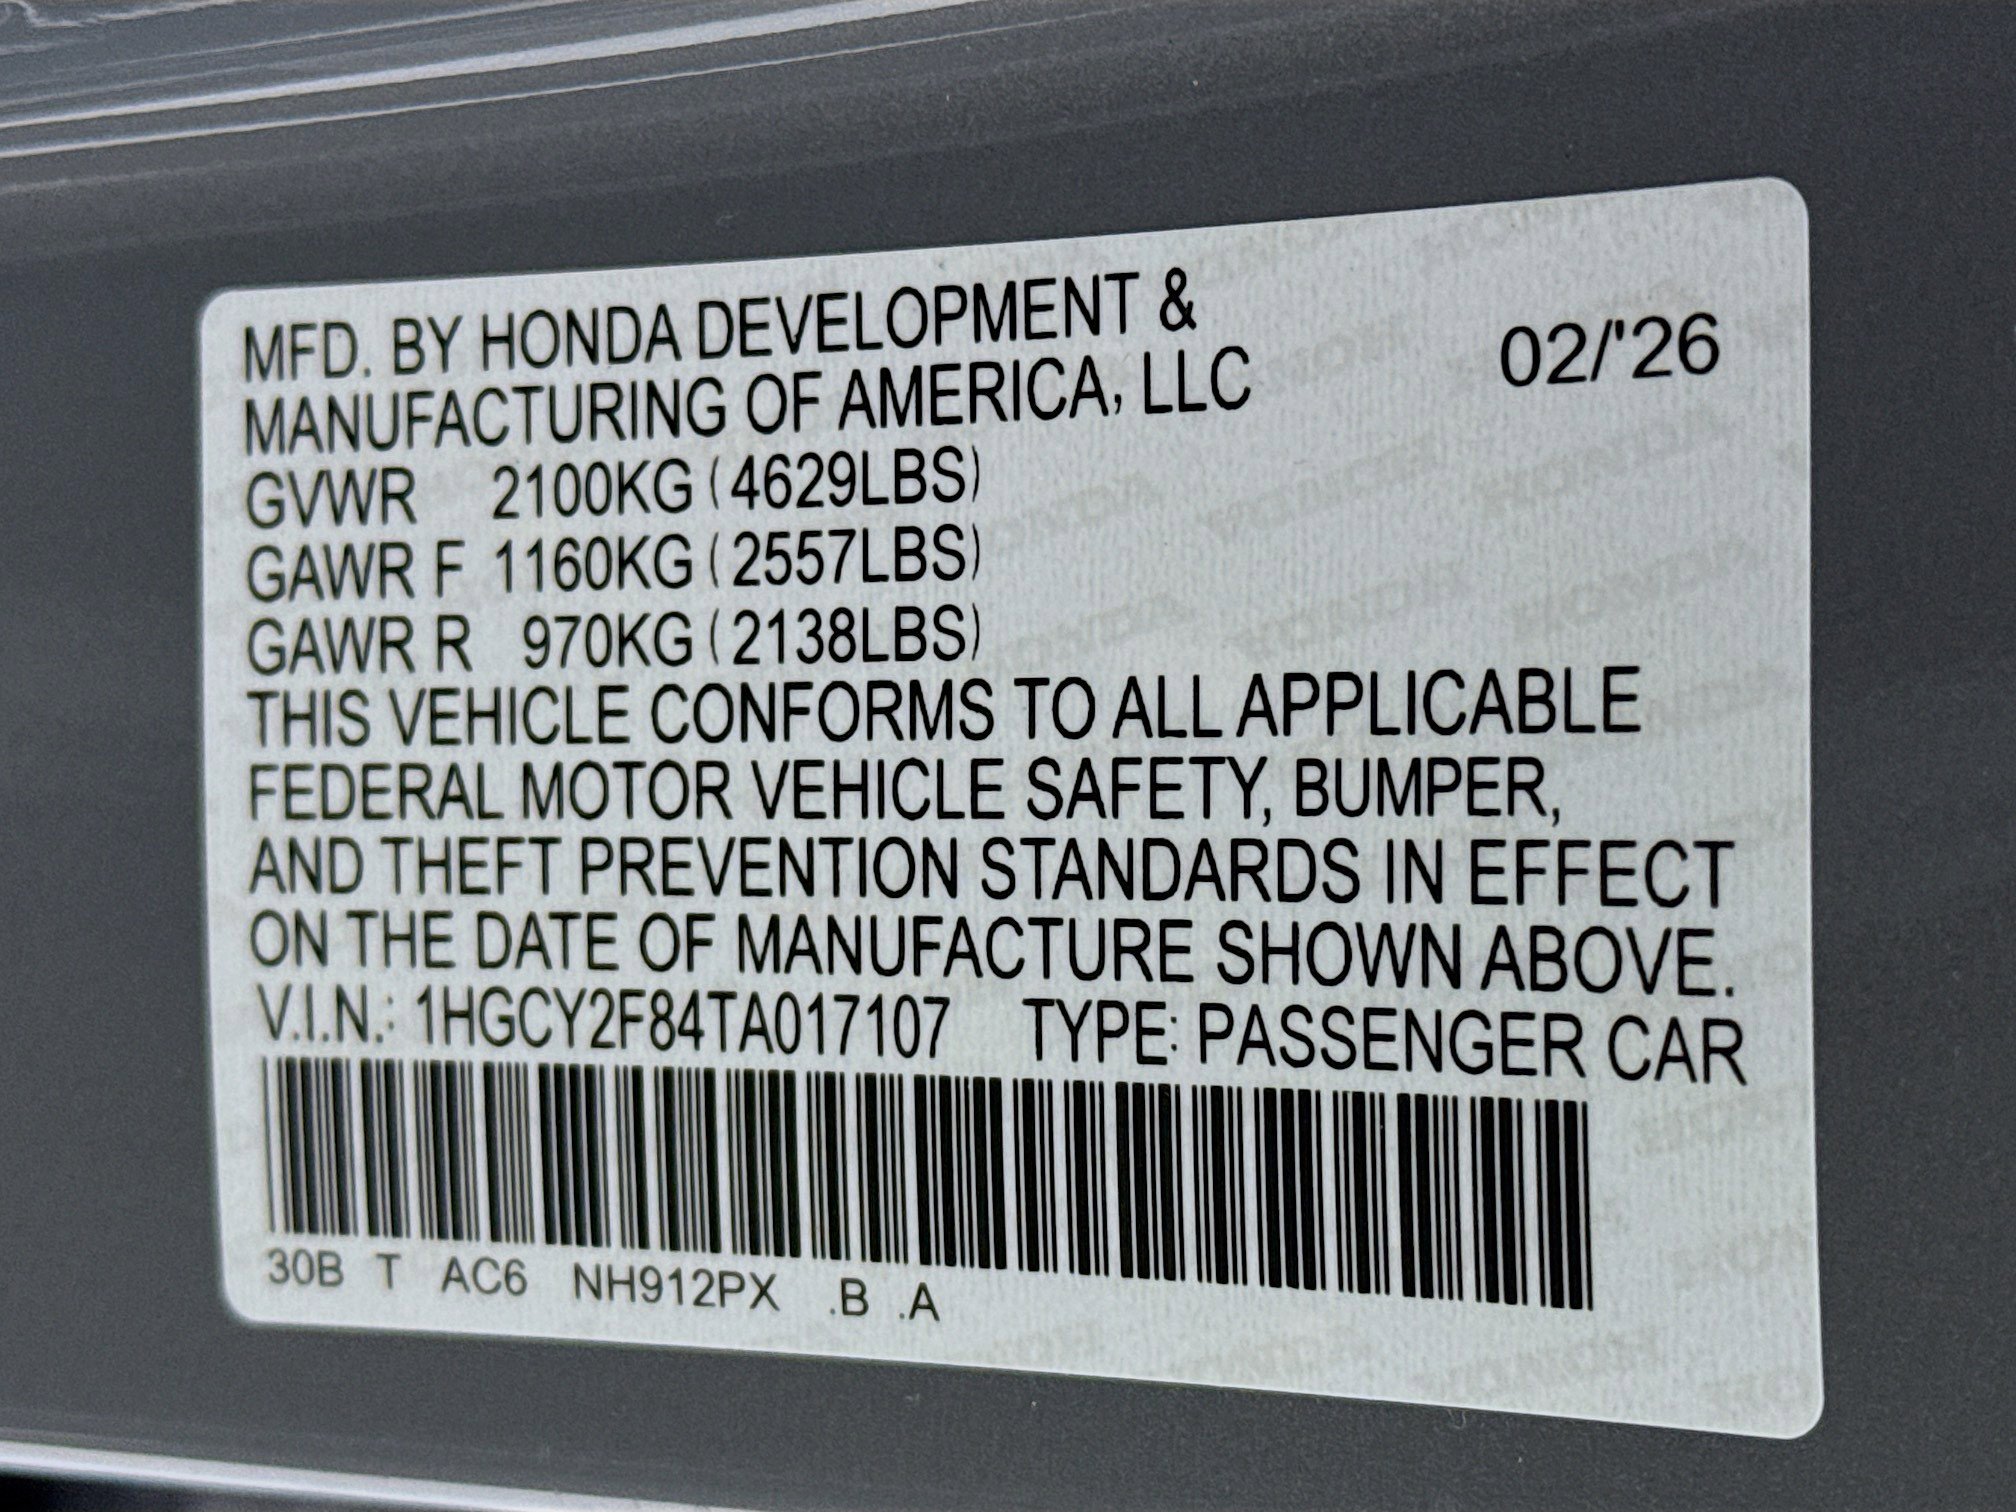 MFD. BY HONDA DEVELOPMENT &
MANUFACTURING OF AMERICA, LLC
02/'26
GVWR 2100KG (4629LBS)
GAWR F 1160KG (2557LBS)
GAWR R 970KG (2138LBS)
THIS VEHICLE CONFORMS TO ALL APPLICABLE
FEDERAL MOTOR VEHICLE SAFETY, BUMPER,
AND THEFT PREVENTION STANDARDS IN EFFECT
ON THE DATE OF MANUFACTURE SHOWN ABOVE.
V.I.N.: 1HGCY2F84TA017107 TYPE: PASSENGER CAR
30B T AC6 NH912PX .B .A